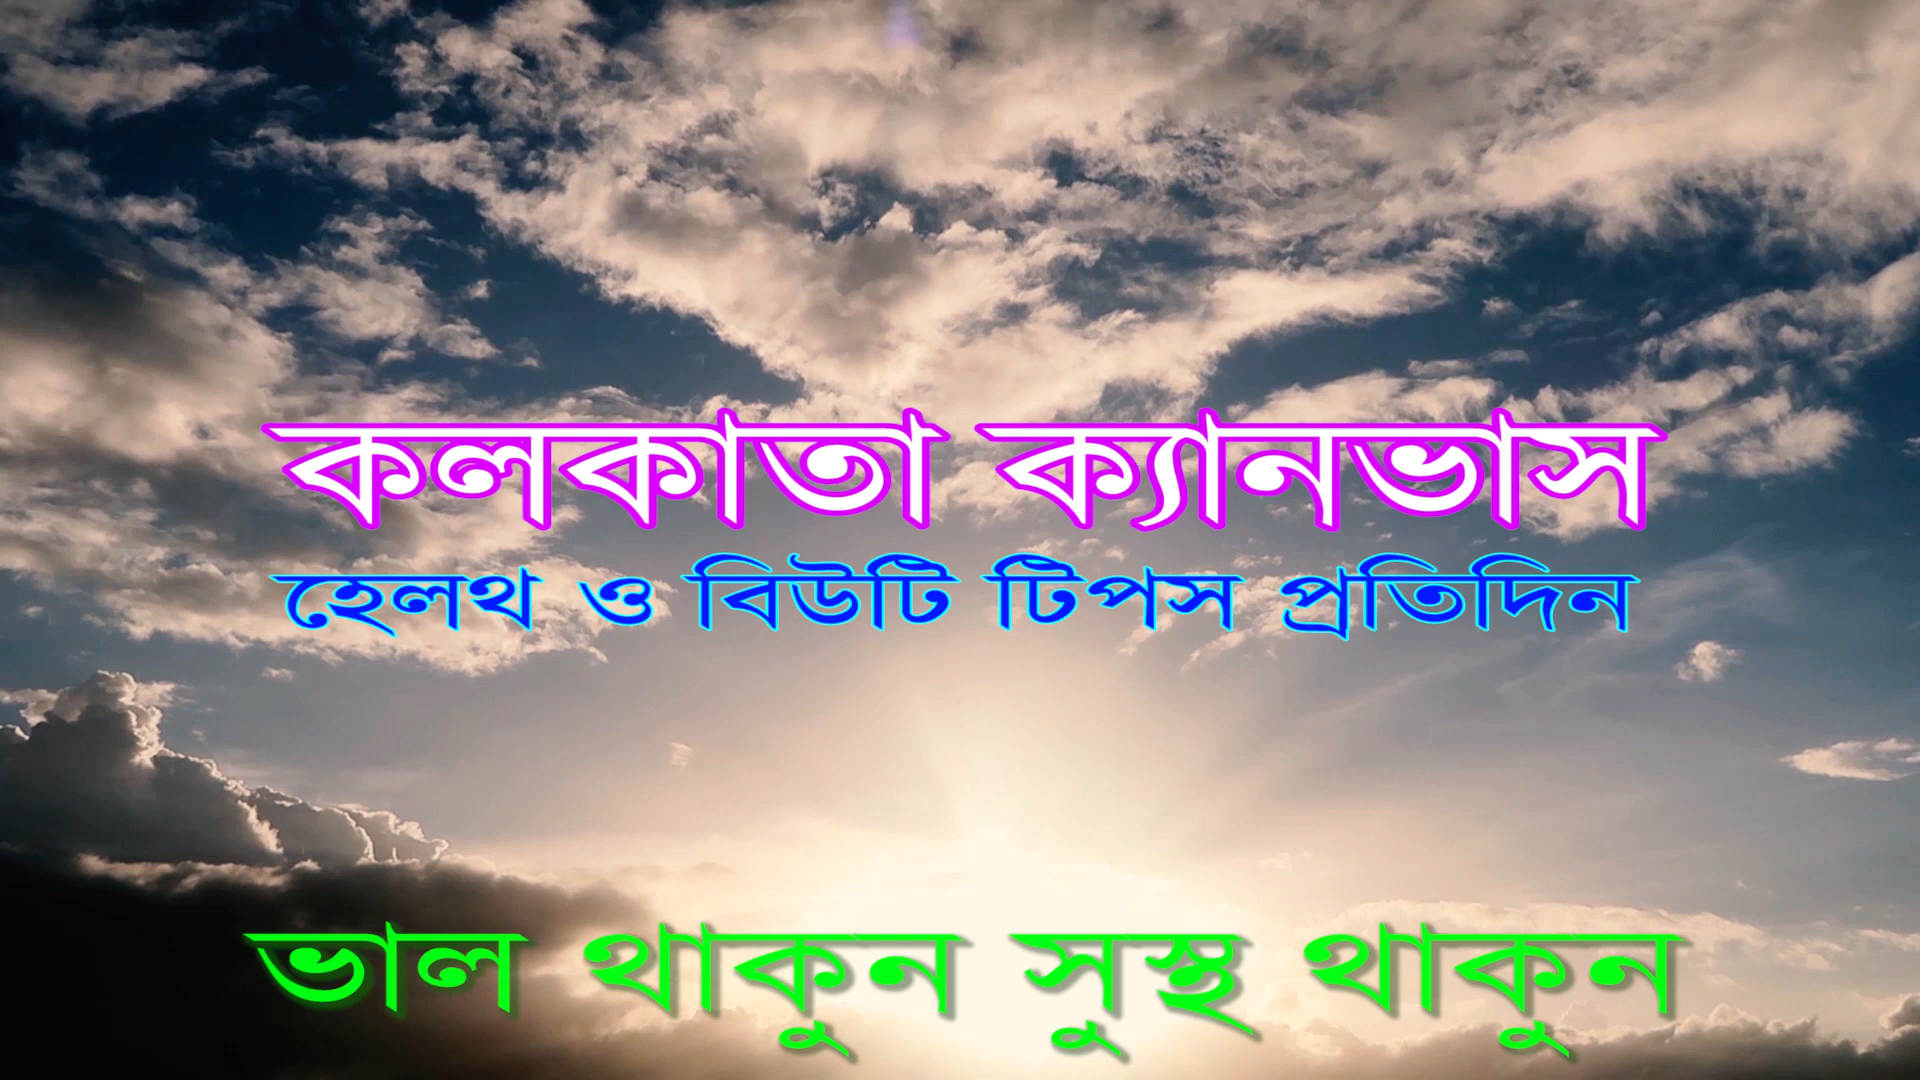 কলকাতা ক্যানভাস
হেলথ ও বিউটি টিপস প্রতিদিন
ভাল থাকুন সুস্থ থাকুন